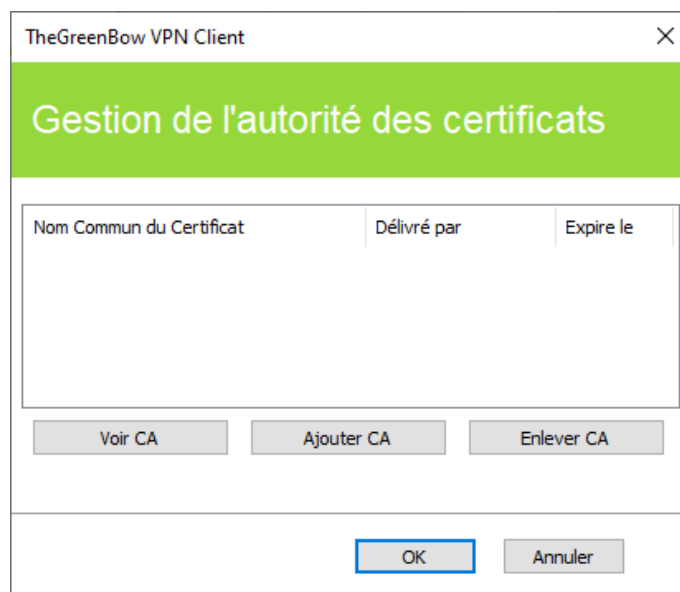 TheGreenBow VPN Client
Gestion de l'autorité des certificats
Nom Commun du Certificat Délivré par Expire le
Voir CA Ajouter CA Enlever CA
OK Annuler